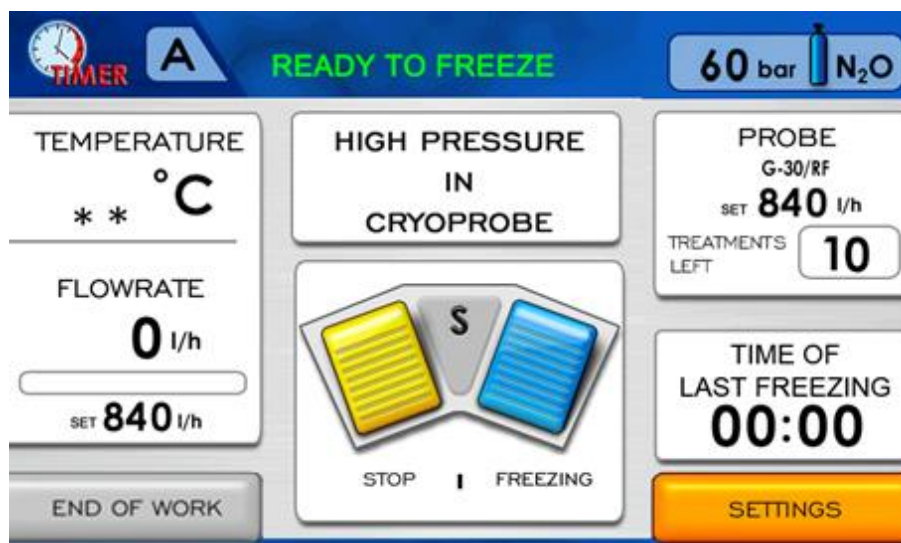 TIMER
A
READY TO FREEZE
60 bar N₂O
TEMPERATURE
** °C
FLOWRATE
0 l/h
SET 840 l/h
END OF WORK
HIGH PRESSURE
IN
CRYOPROBE
S
STOP I FREEZING
PROBE
G-30/RF
SET 840 l/h
TREATMENTS
LEFT
10
TIME OF
LAST FREEZING
00:00
SETTINGS